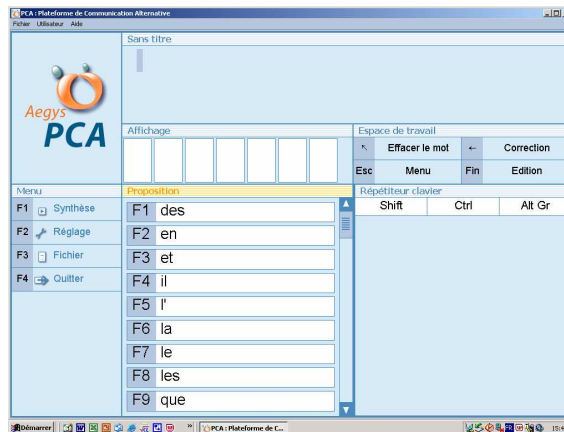 PCA : Plateforme de Communication Alternative
Fichier Utilisateur Aide
Aegys
PCA
Sans titre
Affichage
Espace de travail
↖ Effacer le mot ← Correction
Esc Menu Fin Edition
Menu
F1 Synthèse
F2 Réglage
F3 Fichier
F4 Quitter
Proposition
F1 des
F2 en
F3 et
F4 il
F5 l'
F6 la
F7 le
F8 les
F9 que
Répétiteur clavier
Shift Ctrl Alt Gr
Démarrer » PCA : Plateforme de C... FR